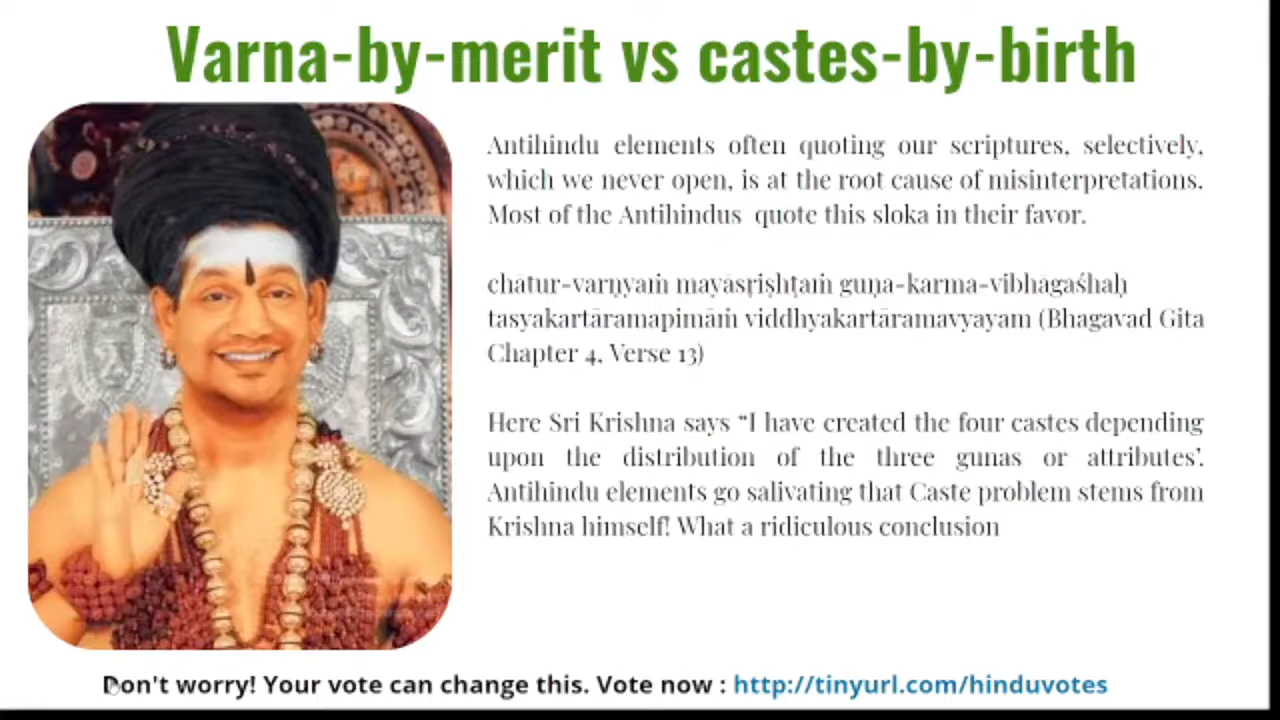 Varna-by-merit vs castes-by-birth
Antihindu elements often quoting our scriptures, selectively,
which we never open, is at the root cause of misinterpretations.
Most of the Antihindus quote this sloka in their favor.
chātur-varṇyaṁ mayāsṛiṣhṭaṁ guṇa-karma-vibhāgaśhaḥ
tasyakartāramapimāṁ viddhyakartāramavyayam (Bhagavad Gita
Chapter 4, Verse 13)
Here Sri Krishna says “I have created the four castes depending
upon the distribution of the three gunas or attributes’.
Antihindu elements go salivating that Caste problem stems from
Krishna himself! What a ridiculous conclusion
Don't worry! Your vote can change this. Vote now : http://tinyurl.com/hinduvotes